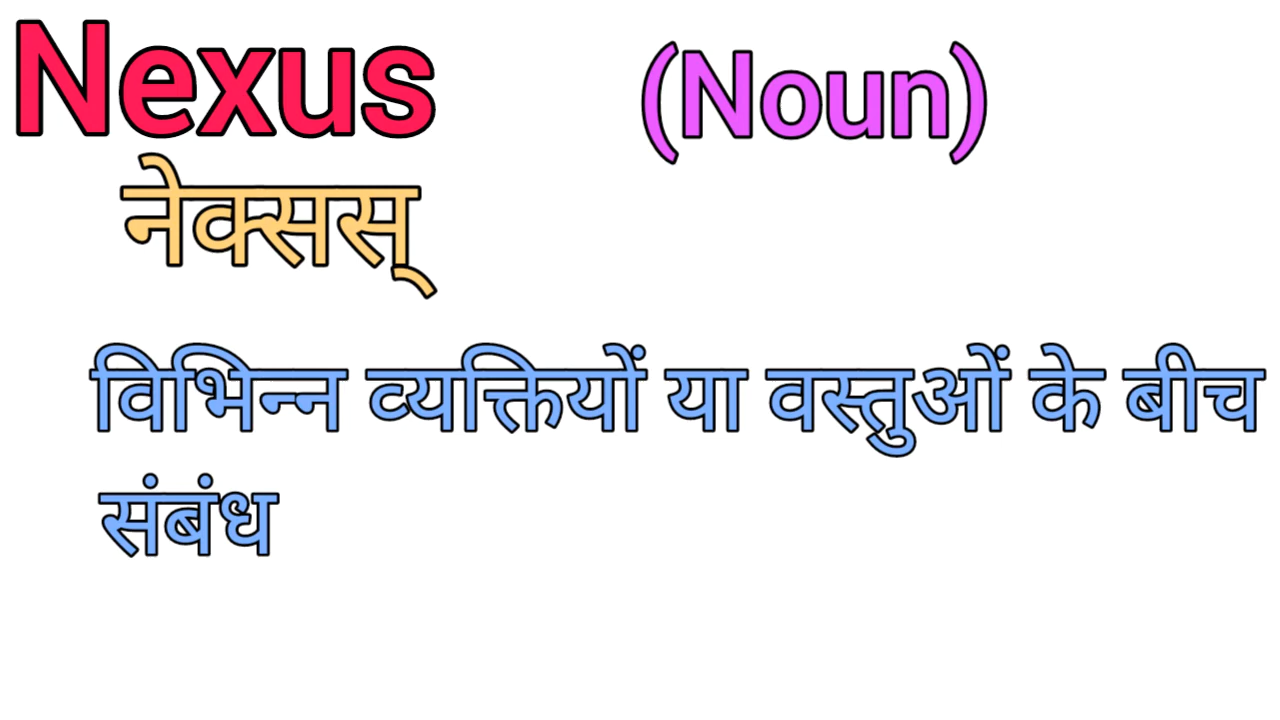 Nexus (Noun)
नेक्सस्
विभिन्न व्यक्तियों या वस्तुओं के बीच
संबंध